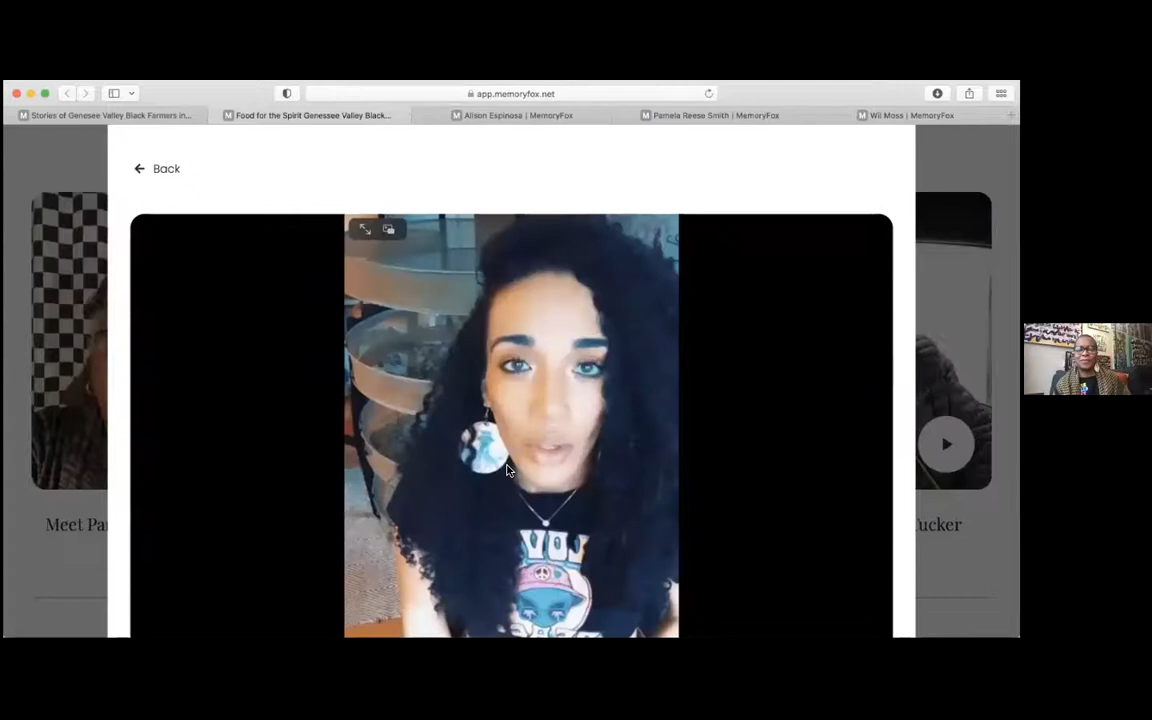 app.memoryfox.net
Stories of Genesee Valley Black Farmers in...
Food for the Spirit Genessee Valley Black...
Alison Espinosa | MemoryFox
Pamela Reese Smith | MemoryFox
Wil Moss | MemoryFox
Back
Meet Pa
ucker